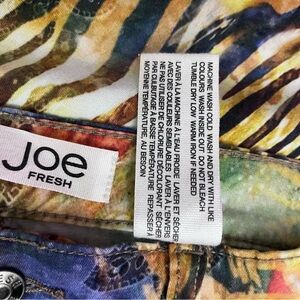 Joe
FRESH
MACHINE WASH COLD WASH AND DRY WITH LIKE
COLOURS WASH INSIDE OUT DO NOT BLEACH
TUMBLE DRY LOW WARM IRON IF NEEDED
LAVER À LA MACHINE À L'EAU FROIDE LAVER ET SÉCHER
AVEC DES COULEURS SEMBLABLES LAVER À L'ENVERS
NE PAS UTILISER DE CHLORURE DÉCOLORANT SÉCHER
PAR CULBUTAGE À BASSE TEMPÉRATURE REPASSER À
MOYENNE TEMPÉRATURE, AU BESOIN